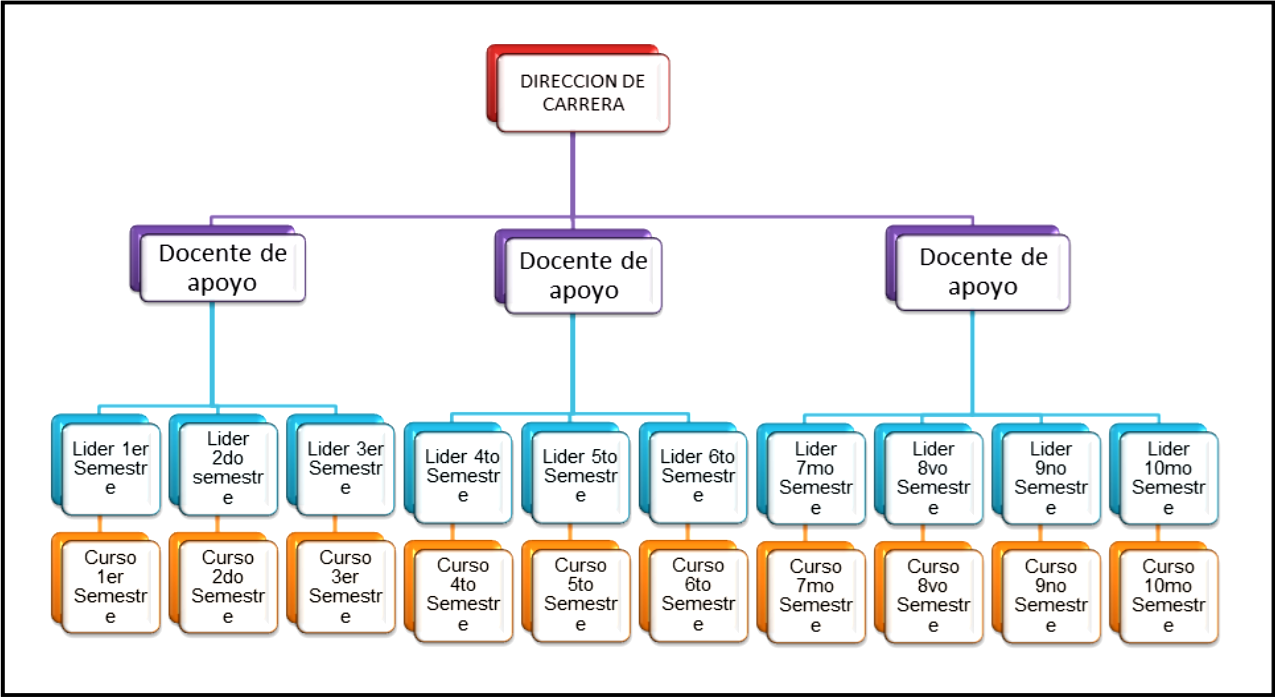 DIRECCION DE
CARRERA
Docente de
apoyo
Docente de
apoyo
Docente de
apoyo
Lider 1er
Semestr
e
Lider
2do
semestr
e
Lider 3er
Semestr
e
Lider 4to
Semestr
e
Lider 5to
Semestr
e
Lider 6to
Semestr
e
Lider
7mo
Semestr
e
Lider
8vo
Semestr
e
Lider
9no
Semestr
e
Lider
10mo
Semestr
e
Curso
1er
Semestr
e
Curso
2do
Semestr
e
Curso
3er
Semestr
e
Curso
4to
Semestr
e
Curso
5to
Semestr
e
Curso
6to
Semestr
e
Curso
7mo
Semestr
e
Curso
8vo
Semestr
e
Curso
9no
Semestr
e
Curso
10mo
Semestr
e